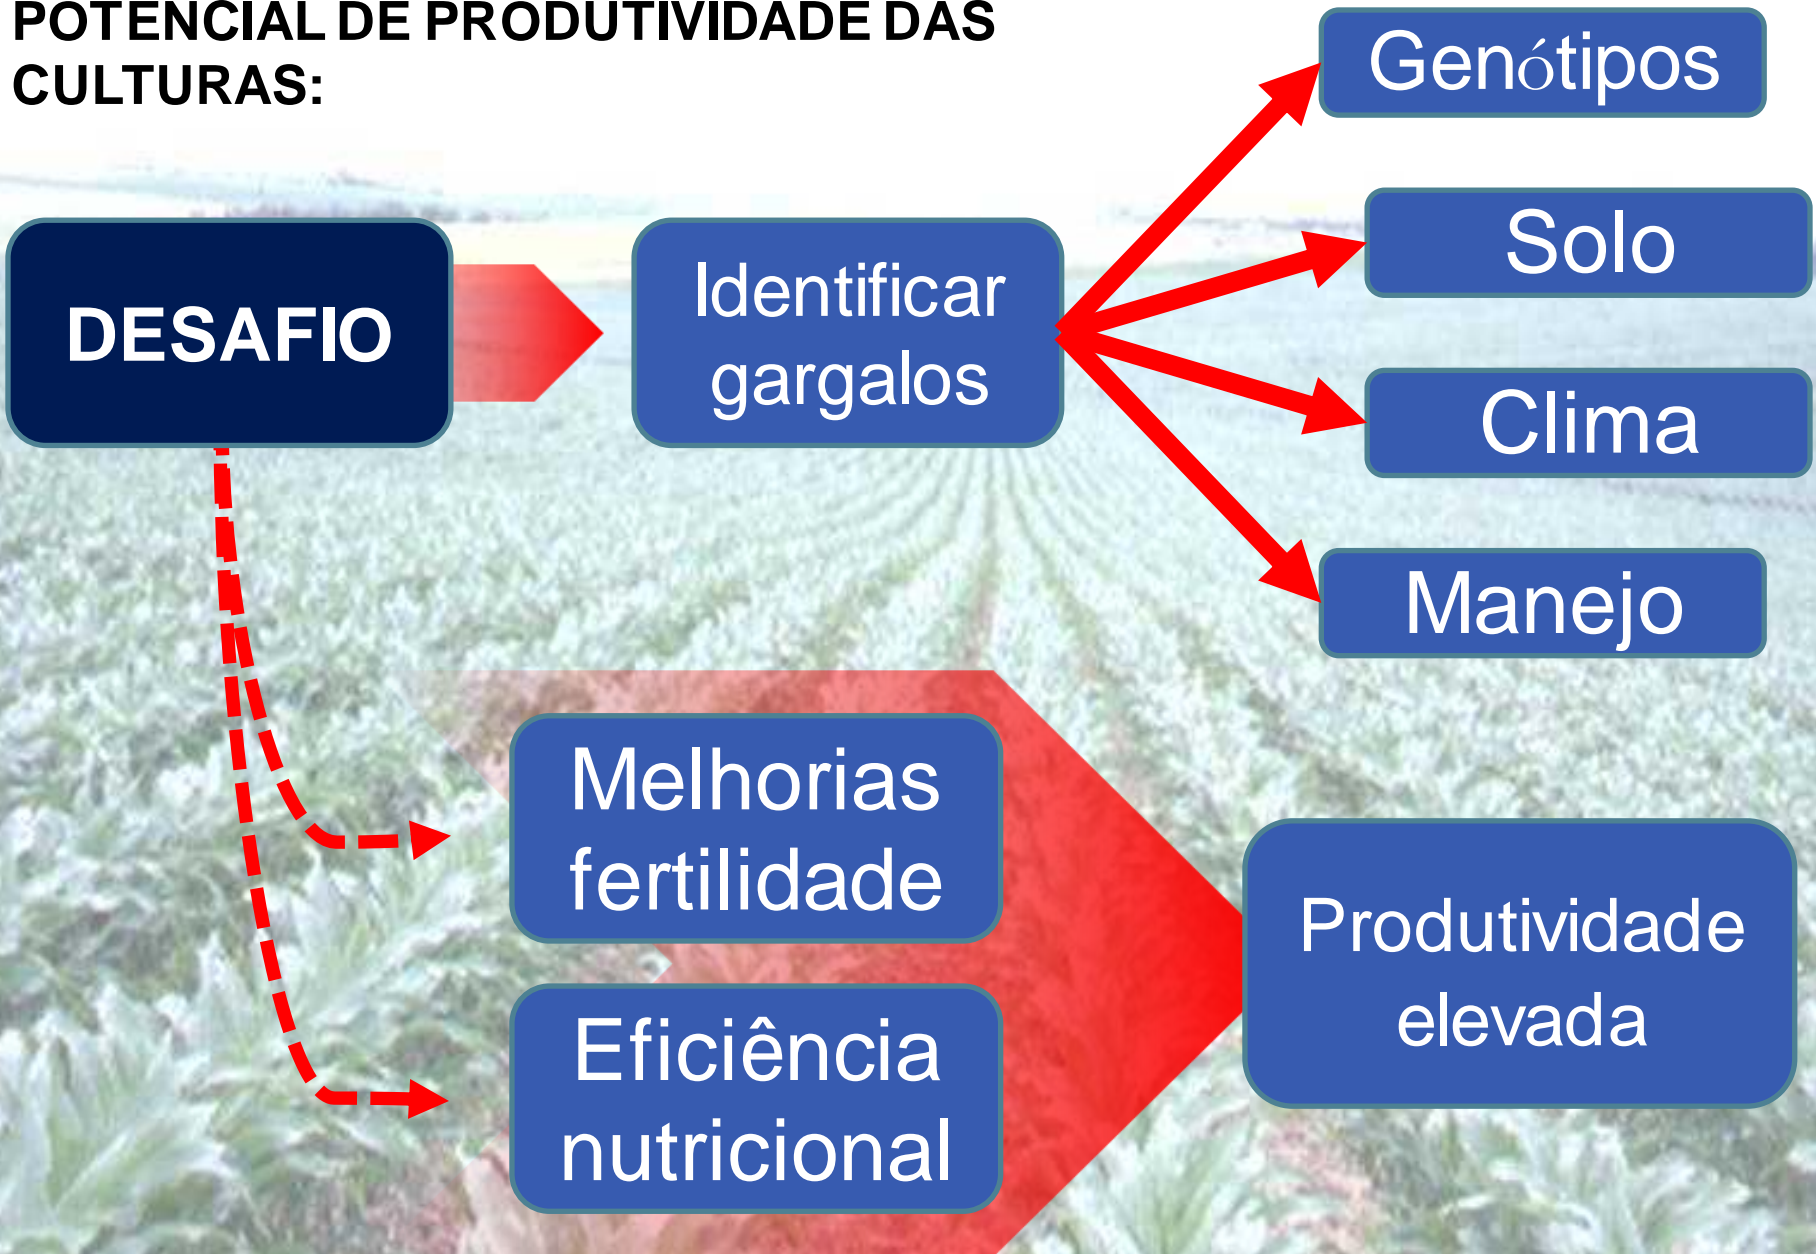 POTENCIAL DE PRODUTIVIDADE DAS
CULTURAS:
Genótipos
Solo
DESAFIO
Identificar
gargalos
Clima
Manejo
Melhorias
fertilidade
Produtividade
elevada
Eficiência
nutricional